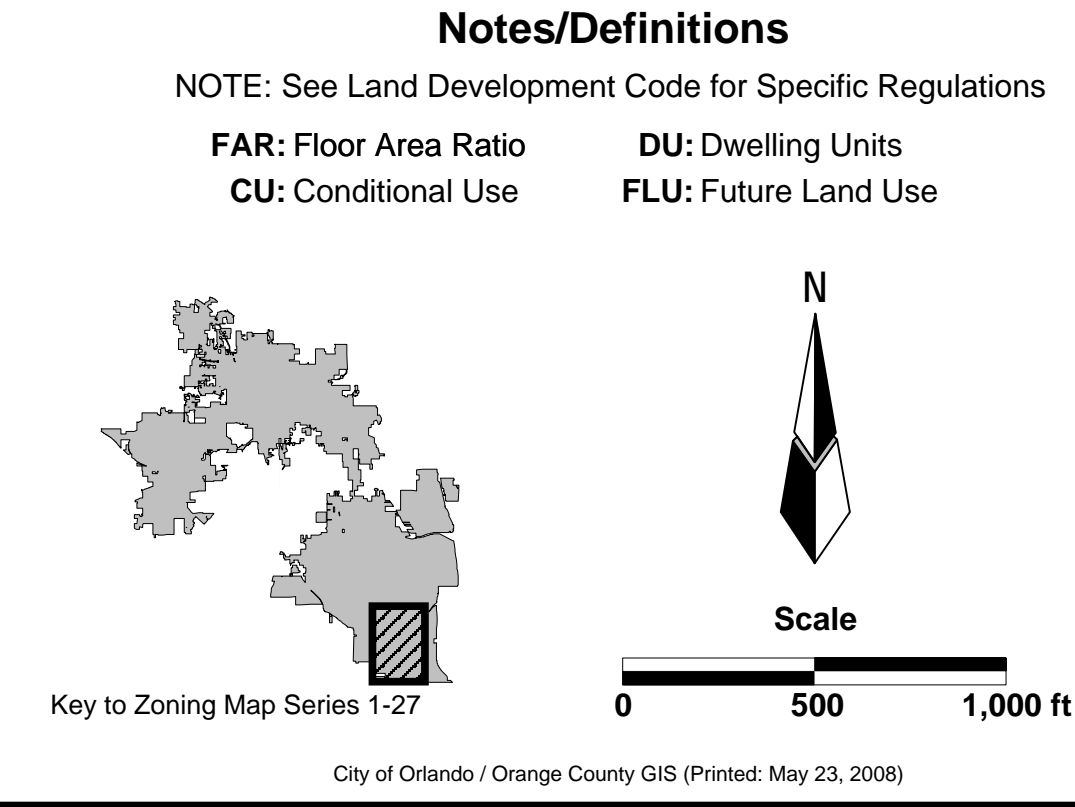 Notes/Definitions
NOTE: See Land Development Code for Specific Regulations
FAR: Floor Area Ratio DU: Dwelling Units
CU: Conditional Use FLU: Future Land Use
N
Scale
0 500 1,000 ft
Key to Zoning Map Series 1-27
City of Orlando / Orange County GIS (Printed: May 23, 2008)